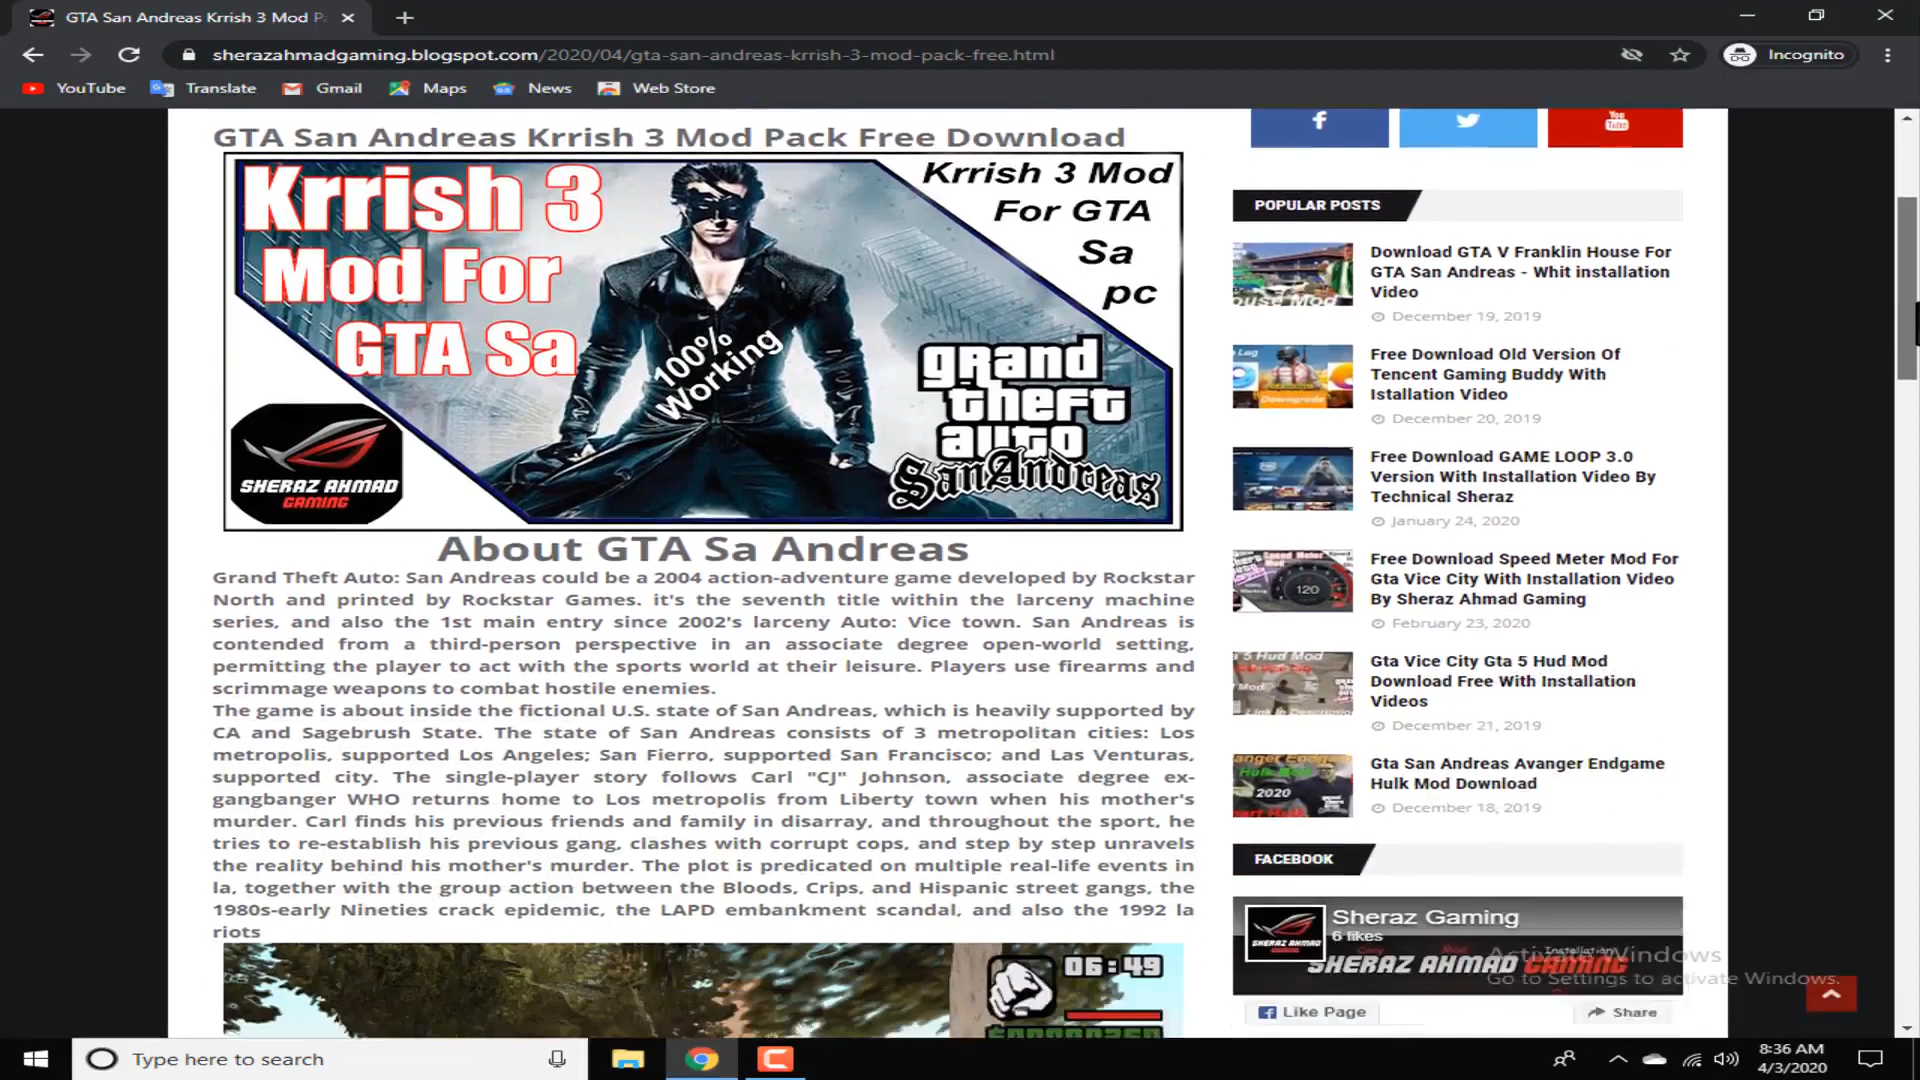 GTA San Andreas Krrish 3 Mod P
sherazahmadgaming.blogspot.com/2020/04/gta-san-andreas-krrish-3-mod-pack-free.html
Incognito
YouTube
Translate
Gmail
Maps
News
Web Store
GTA San Andreas Krrish 3 Mod Pack Free Download
Krrish 3
Mod For
GTA Sa
Krrish 3 Mod
For GTA
Sa
pc
100%
Working
grand
theft
auto
San Andreas
SHERAZ AHMAD
GAMING
About GTA Sa Andreas
Grand Theft Auto: San Andreas could be a 2004 action-adventure game developed by Rockstar
North and printed by Rockstar Games. it's the seventh title within the larceny machine
series, and also the 1st main entry since 2002's larceny Auto: Vice town. San Andreas is
contended from a third-person perspective in an associate degree open-world setting,
permitting the player to act with the sports world at their leisure. Players use firearms and
scrimmage weapons to combat hostile enemies.
The game is about inside the fictional U.S. state of San Andreas, which is heavily supported by
CA and Sagebrush State. The state of San Andreas consists of 3 metropolitan cities: Los
metropolis, supported Los Angeles; San Fierro, supported San Francisco; and Las Venturas,
supported city. The single-player story follows Carl "CJ" Johnson, associate degree ex-
gangbanger WHO returns home to Los metropolis from Liberty town when his mother's
murder. Carl finds his previous friends and family in disarray, and throughout the sport, he
tries to re-establish his previous gang, clashes with corrupt cops, and step by step unravels
the reality behind his mother's murder. The plot is predicated on multiple real-life events in
la, together with the group action between the Bloods, Crips, and Hispanic street gangs, the
1980s-early Nineties crack epidemic, the LAPD embankment scandal, and also the 1992 la
riots
06:49
You
Tube
POPULAR POSTS
Download GTA V Franklin House For
GTA San Andreas - Whit installation
Video
December 19, 2019
Free Download Old Version Of
Tencent Gaming Buddy With
Istallation Video
December 20, 2019
Free Download GAME LOOP 3.0
Version With Installation Video By
Technical Sheraz
January 24, 2020
120
Free Download Speed Meter Mod For
Gta Vice City With Installation Video
By Sheraz Ahmad Gaming
February 23, 2020
Gta Vice City Gta 5 Hud Mod
Download Free With Installation
Videos
December 21, 2019
Gta San Andreas Avanger Endgame
Hulk Mod Download
December 18, 2019
FACEBOOK
SHERAZ AHMAD
Sheraz Gaming
6 likes
Installation
SHERAZ AHMAD GAMING
Like Page
Share
Activate Windows
Go to Settings to activate Windows.
Type here to search
8:36 AM
4/3/2020